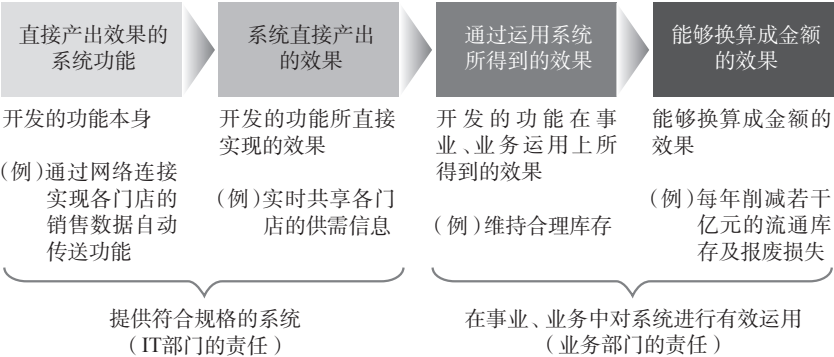 直接产出效果的
系统功能
系统直接产出
的效果
通过运用系统
所得到的效果
能够换算成金额
的效果
开发的功能本身
(例)通过网络连接
实现各门店的
销售数据自动
传送功能
开发的功能所直接
实现的效果
(例)实时共享各门
店的供需信息
开发的功能在事
业、业务运用上所
得到的效果
(例)维持合理库存
能够换算成金额的
效果
(例)每年削减若干
亿元的流通库
存及报废损失
提供符合规格的系统
(IT部门的责任)
在事业、业务中对系统进行有效运用
(业务部门的责任)